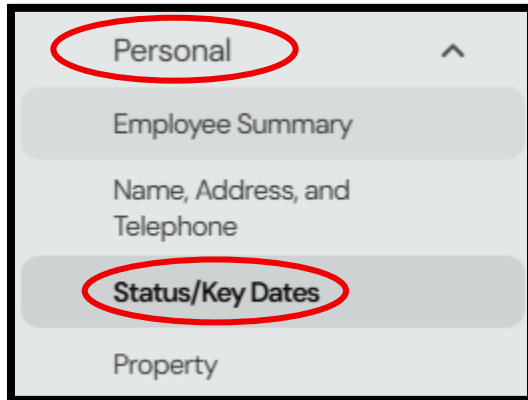 Personal
Employee Summary
Name, Address, and
Telephone
Status/Key Dates
Property